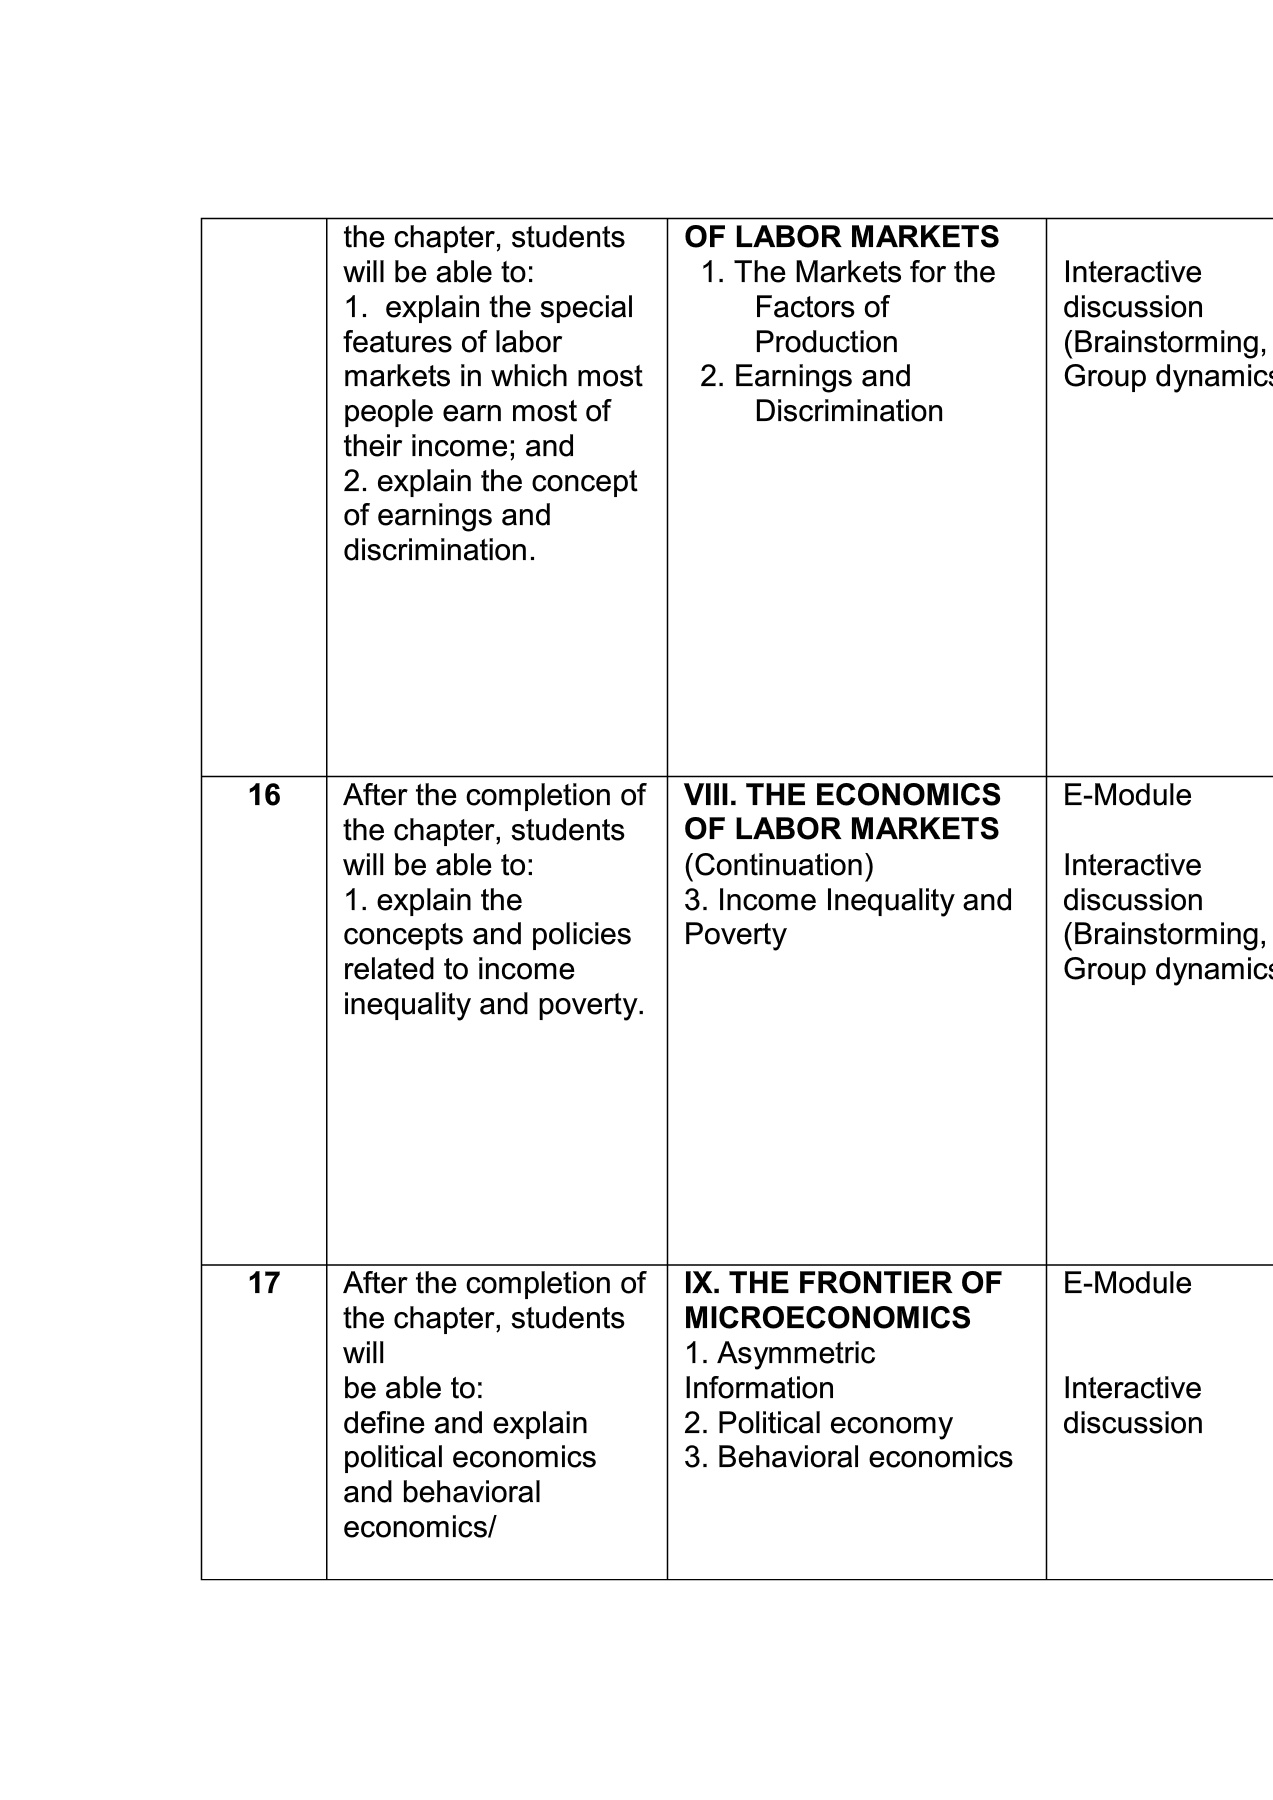 the chapter, students
will be able to:
1.  explain the special
features of labor
markets in which most
people earn most of
their income; and
2. explain the concept
of earnings and
discrimination.
OF LABOR MARKETS
1. The Markets for the
Factors of
Production
2. Earnings and
Discrimination
Interactive
discussion
(Brainstorming,
Group dynamics
16
After the completion of
the chapter, students
will be able to:
1. explain the
concepts and policies
related to income
inequality and poverty.
VIII. THE ECONOMICS
OF LABOR MARKETS
(Continuation)
3. Income Inequality and
Poverty
E-Module
Interactive
discussion
(Brainstorming,
Group dynamics
17
After the completion of
the chapter, students
will
be able to:
define and explain
political economics
and behavioral
economics/
IX. THE FRONTIER OF
MICROECONOMICS
1. Asymmetric
Information
2. Political economy
3. Behavioral economics
E-Module
Interactive
discussion